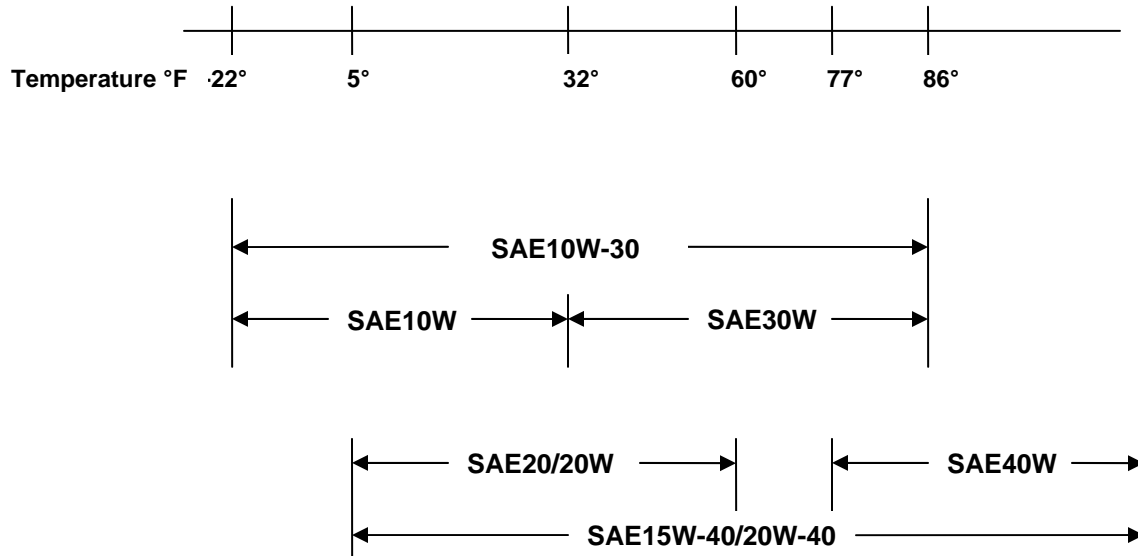 Temperature °F -22° 5° 32° 60° 77° 86°
SAE10W-30
SAE10W SAE30W
SAE20/20W SAE40W
SAE15W-40/20W-40